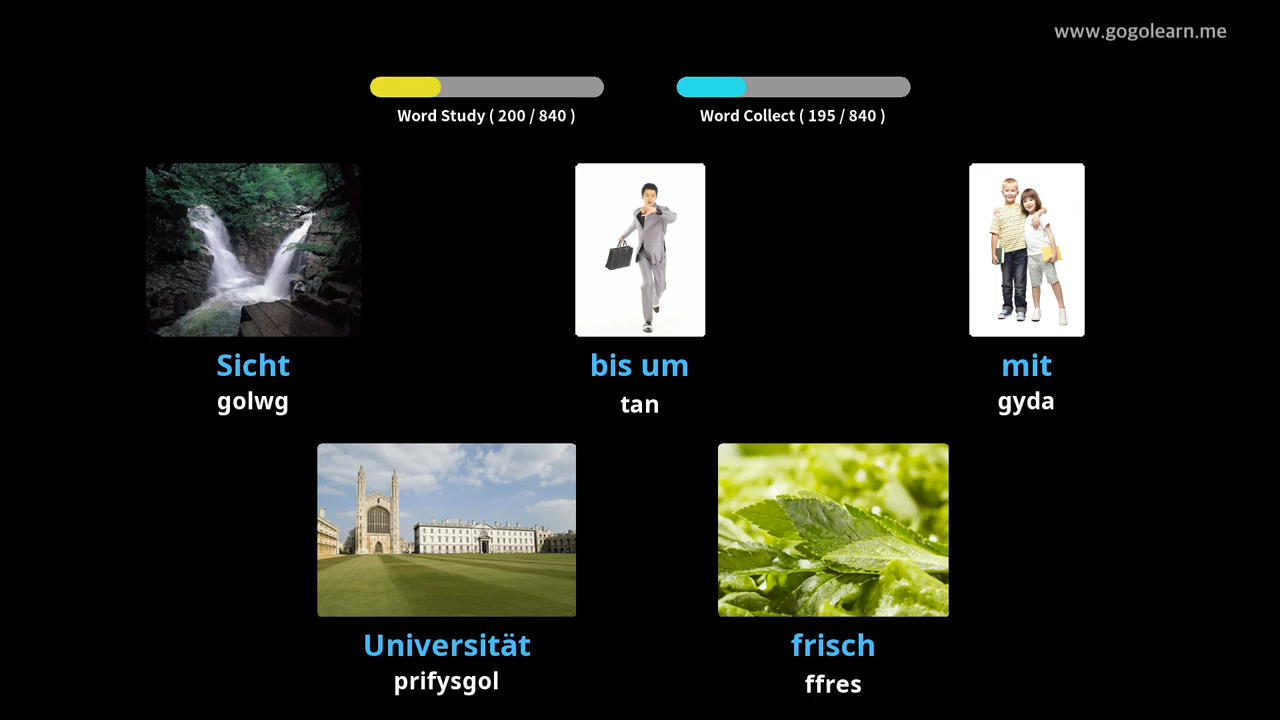 www.gogolearn.me
Word Study ( 200 / 840 )
Word Collect ( 195 / 840 )
Sicht
golwg
bis um
tan
mit
gyda
Universität
prifysgol
frisch
ffres